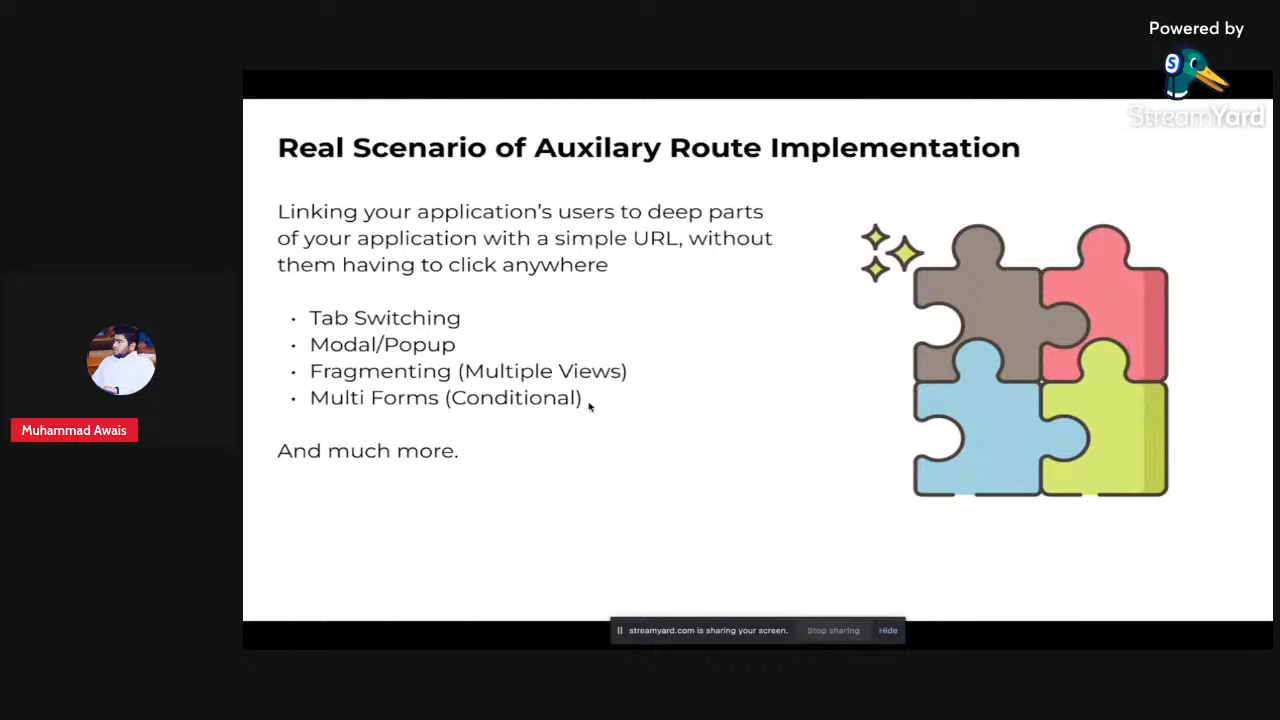 Powered by
S
StreamYard
Real Scenario of Auxilary Route Implementation
Linking your application's users to deep parts
of your application with a simple URL, without
them having to click anywhere
• Tab Switching
• Modal/Popup
• Fragmenting (Multiple Views)
• Multi Forms (Conditional)
And much more.
Muhammad Awais
streamyard.com is sharing your screen. Stop sharing Hide